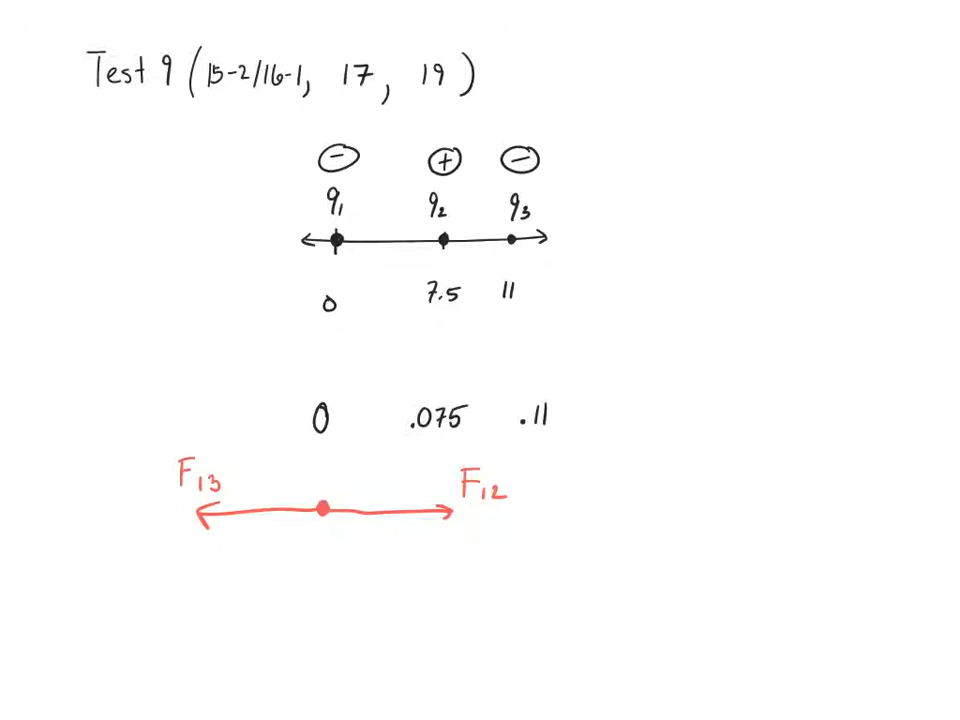 Test 9 (15-2/16-1, 17, 19)
- + -
q1 q2 q3
0 7.5 11
0 .075 .11
F13 F12